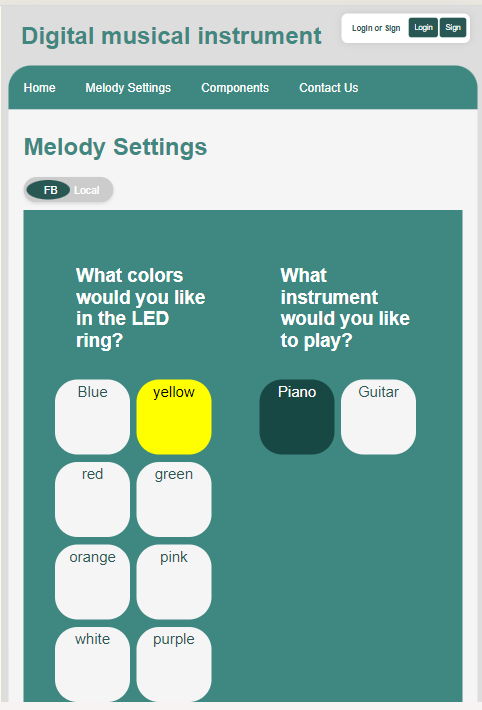 Digital musical instrument
Login or Sign
Login
Sign
Home
Melody Settings
Components
Contact Us
Melody Settings
FB
Local
What colors
would you like
in the LED
ring?
What
instrument
would you like
to play?
Blue
yellow
Piano
Guitar
red
green
orange
pink
white
purple